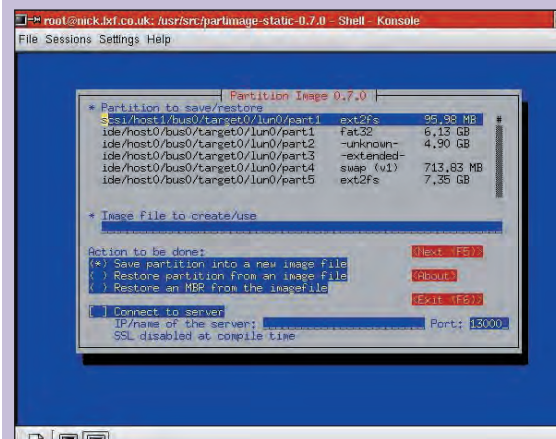 root@nick.lxf.co.uk: /usr/src/partimage-static-0.7.0 - Shell - Konsole
File Sessions Settings Help
Partition Image 0.7.0
* Partition to save/restore
scsi/host1/bus0/target0/lun0/part1 ext2fs 95,98 MB
ide/host0/bus0/target0/lun0/part1 fat32 6,13 GB
ide/host0/bus0/target0/lun0/part2 -unknown- 4,90 GB
ide/host0/bus0/target0/lun0/part3 -extended-
ide/host0/bus0/target0/lun0/part4 swap (v1) 713,83 MB
ide/host0/bus0/target0/lun0/part5 ext2fs 7,35 GB
* Image file to create/use
Action to be done:
(*) Save partition into a new image file
( ) Restore partition from an image file
( ) Restore an MBR from the imagefile
<Next (F5)>
<About>
<Exit (F6)>
[ ] Connect to server
IP/name of the server: Port: 13000
SSL disabled at compile time